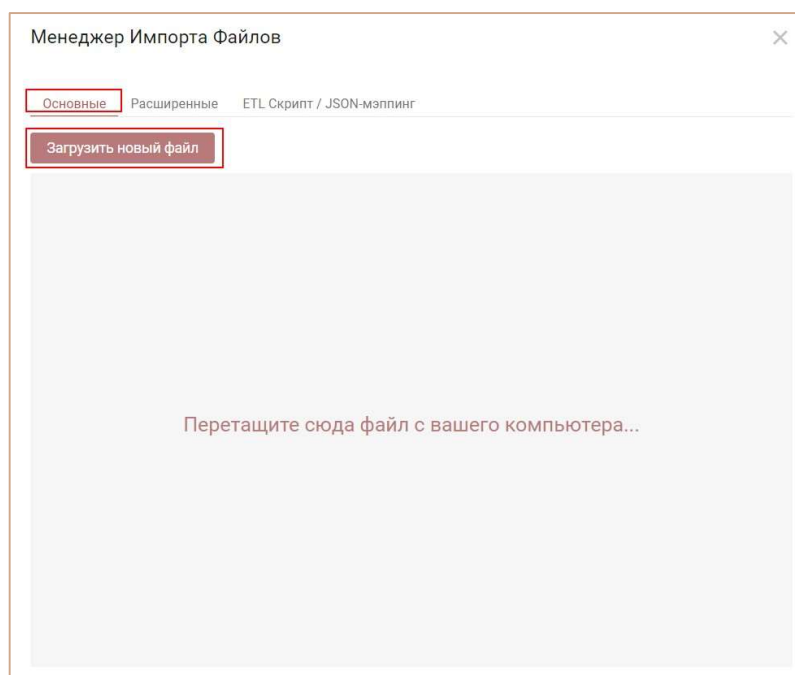 Менеджер Импорта Файлов
Основные Расширенные ETL Скрипт / JSON-мэппинг
Загрузить новый файл
Перетащите сюда файл с вашего компьютера...